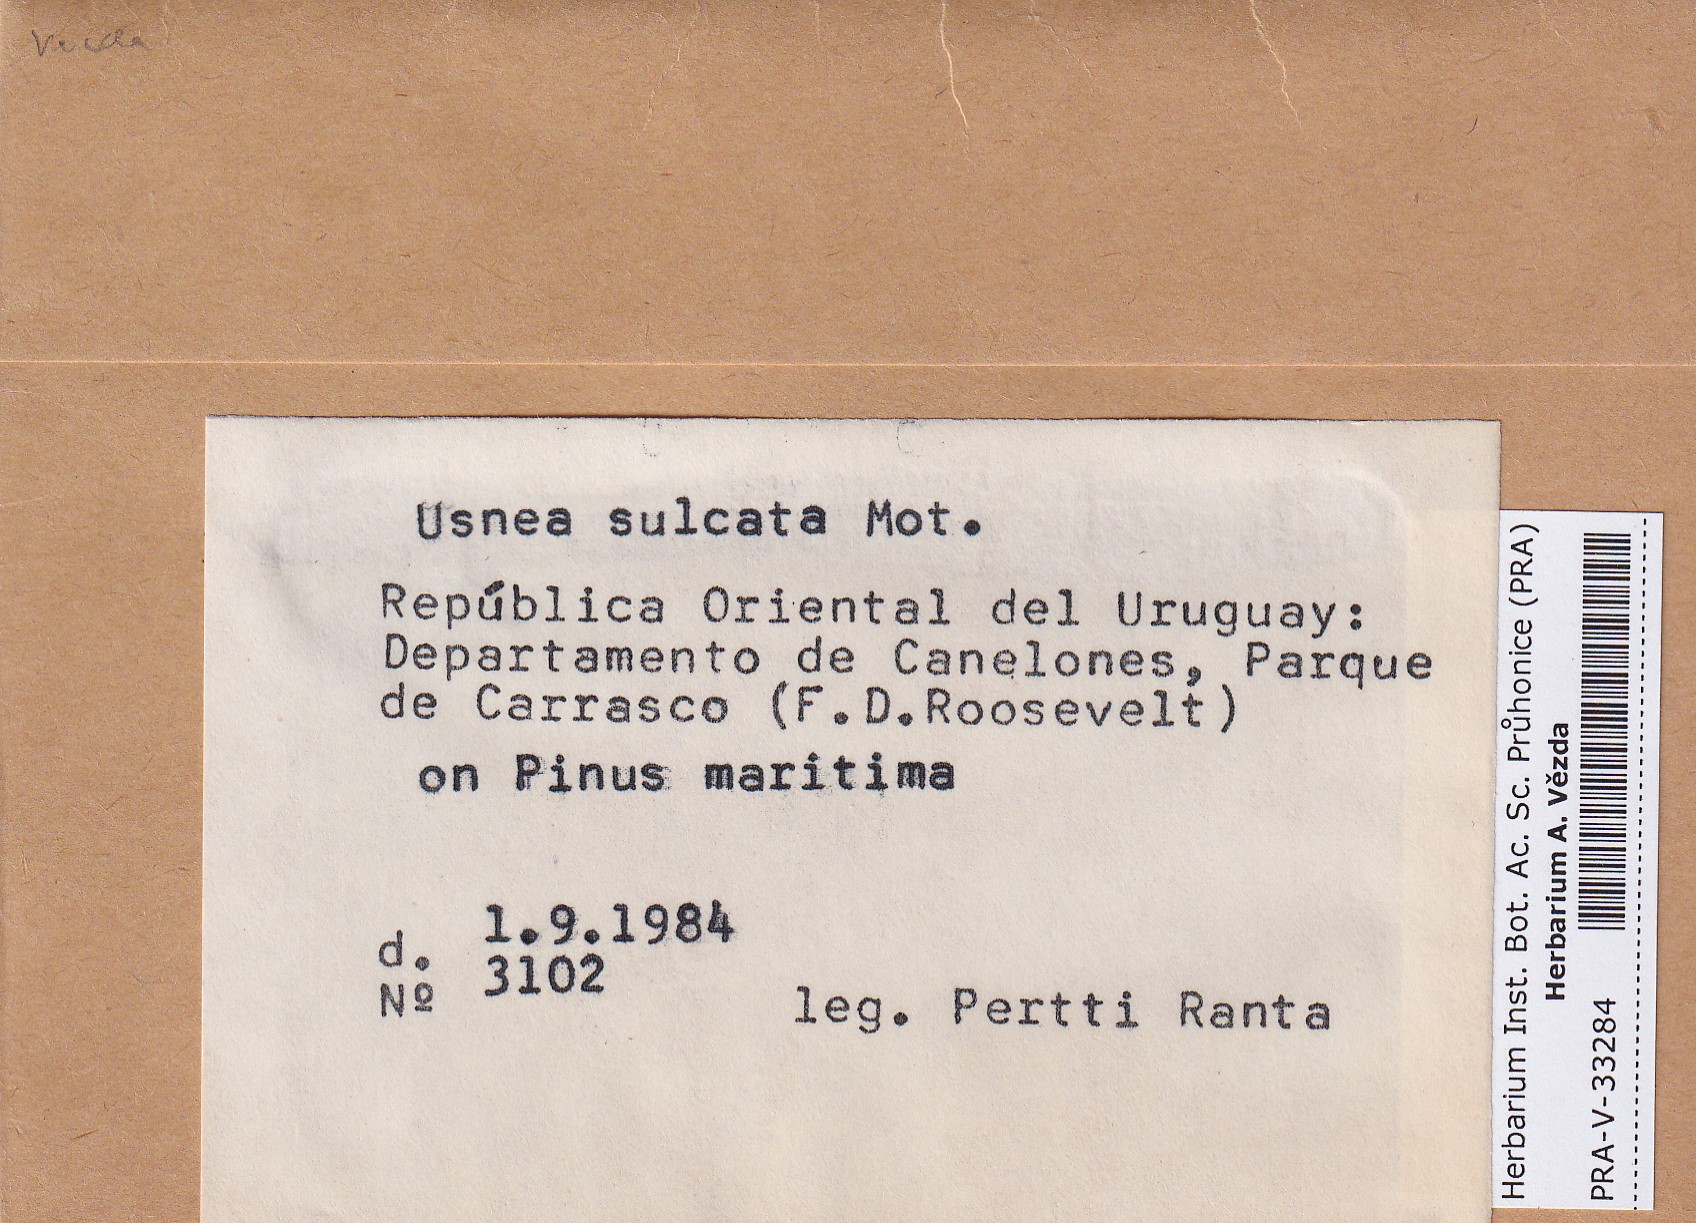 Usnea sulcata Mot.
República Oriental del Uruguay:
Departamento de Canelones, Parque
de Carrasco (F.D.Roosevelt)
on Pinus maritima
d. 1.9.1984
Nº 3102
leg. Pertti Ranta
Herbarium Inst. Bot. Ac. Sc. Průhonice (PRA)
Herbarium A. Vězda
PRA-V-33284